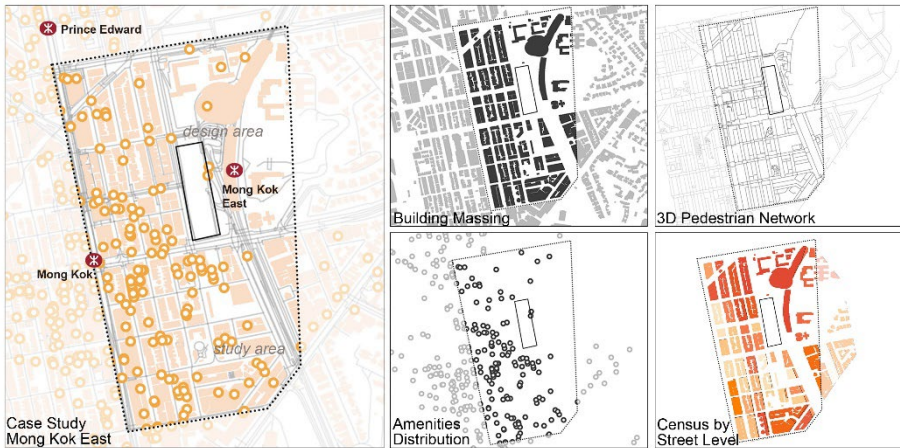 Prince Edward
design area
Mong Kok
East
Mong Kok
study area
Case Study
Mong Kok East
Building Massing
3D Pedestrian Network
Amenities
Distribution
Census by
Street Level